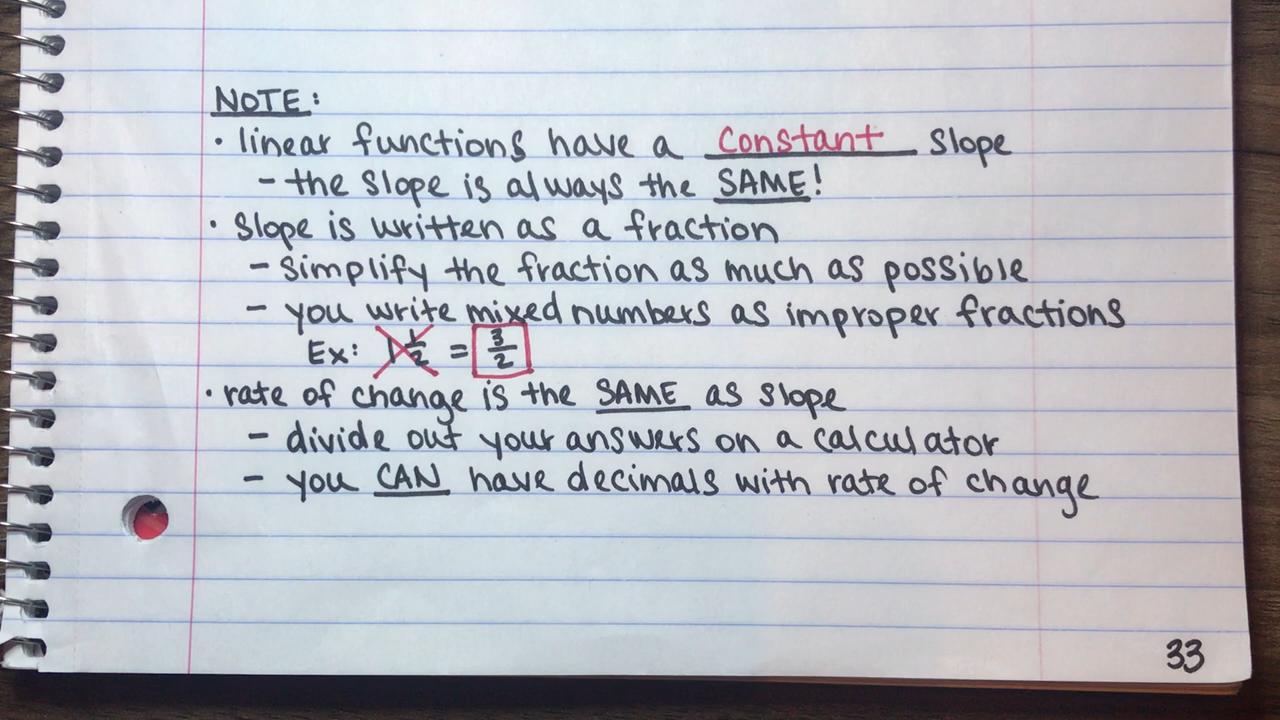 NOTE:
· linear functions have a constant slope
- the slope is always the SAME!
· slope is written as a fraction
- simplify the fraction as much as possible
- you write mixed numbers as improper fractions
Ex: 1 1/2 = 3/2
· rate of change is the SAME as slope
- divide out your answers on a calculator
- you CAN have decimals with rate of change
33